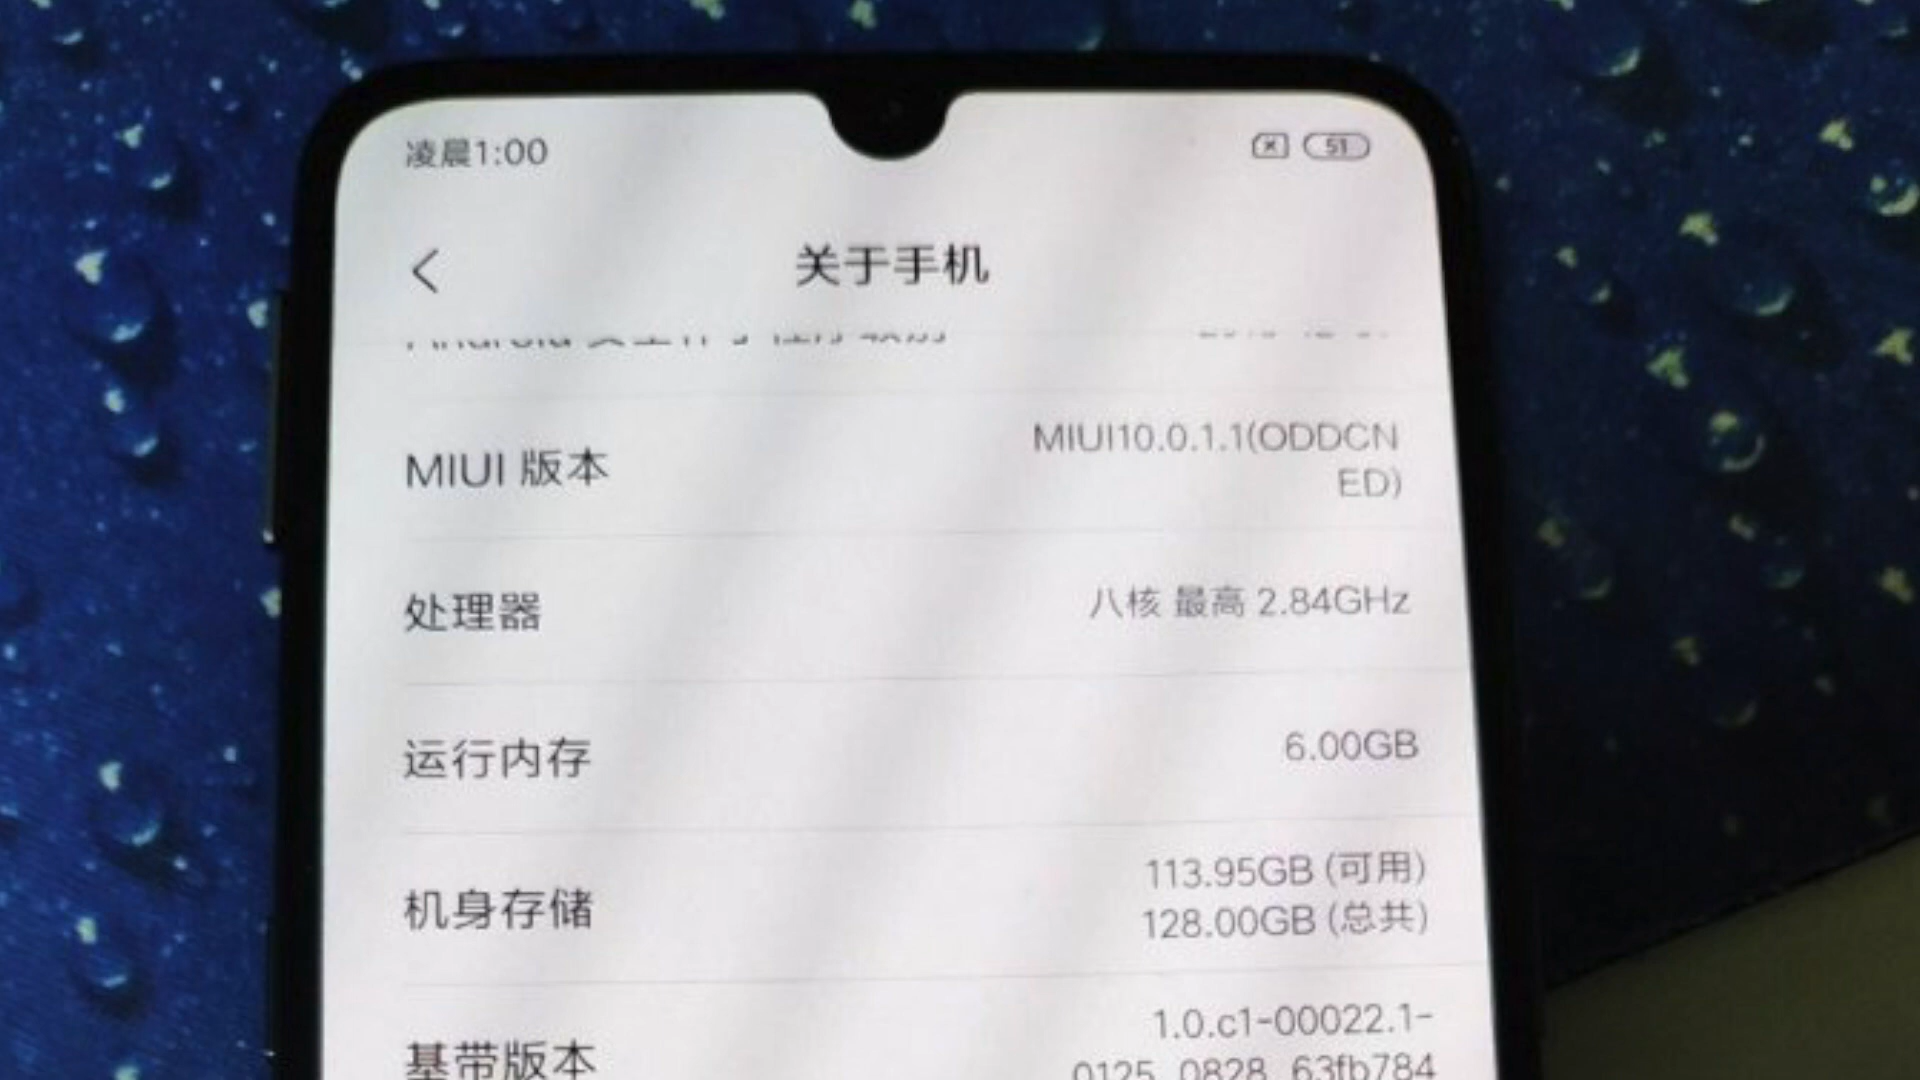 凌晨1:00
51
关于手机
MIUI 版本
MIUI10.0.1.1(ODDCN
ED)
处理器
八核 最高 2.84GHz
运行内存
6.00GB
机身存储
113.95GB (可用)
128.00GB (总共)
基带版本
1.0.c1-00022.1-
0125_0828_63fb784